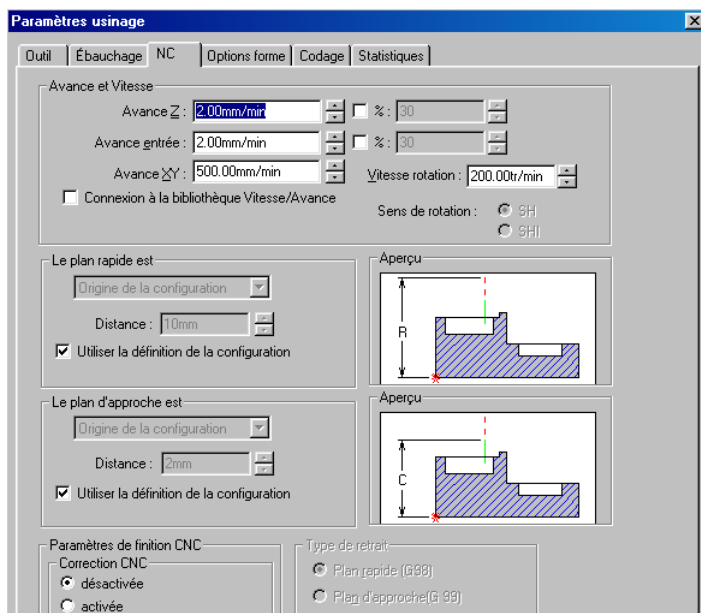 Paramètres usinage
Outil Ébauchage NC Options forme Codage Statistiques
Avance et Vitesse
Avance Z : 2.00mm/min % : 30
Avance entrée : 2.00mm/min % : 30
Avance XY : 500.00mm/min Vitesse rotation : 200.00tr/min
Connexion à la bibliothèque Vitesse/Avance
Sens de rotation : SH
SHI
Le plan rapide est Aperçu
Origine de la configuration
Distance : 10mm
R
Utiliser la définition de la configuration
Le plan d'approche est Aperçu
Origine de la configuration
Distance : 2mm
C
Utiliser la définition de la configuration
Paramètres de finition CNC Type de retrait
Correction CNC
Plan rapide (G98)
désactivée
Plan d'approche(G 99)
activée